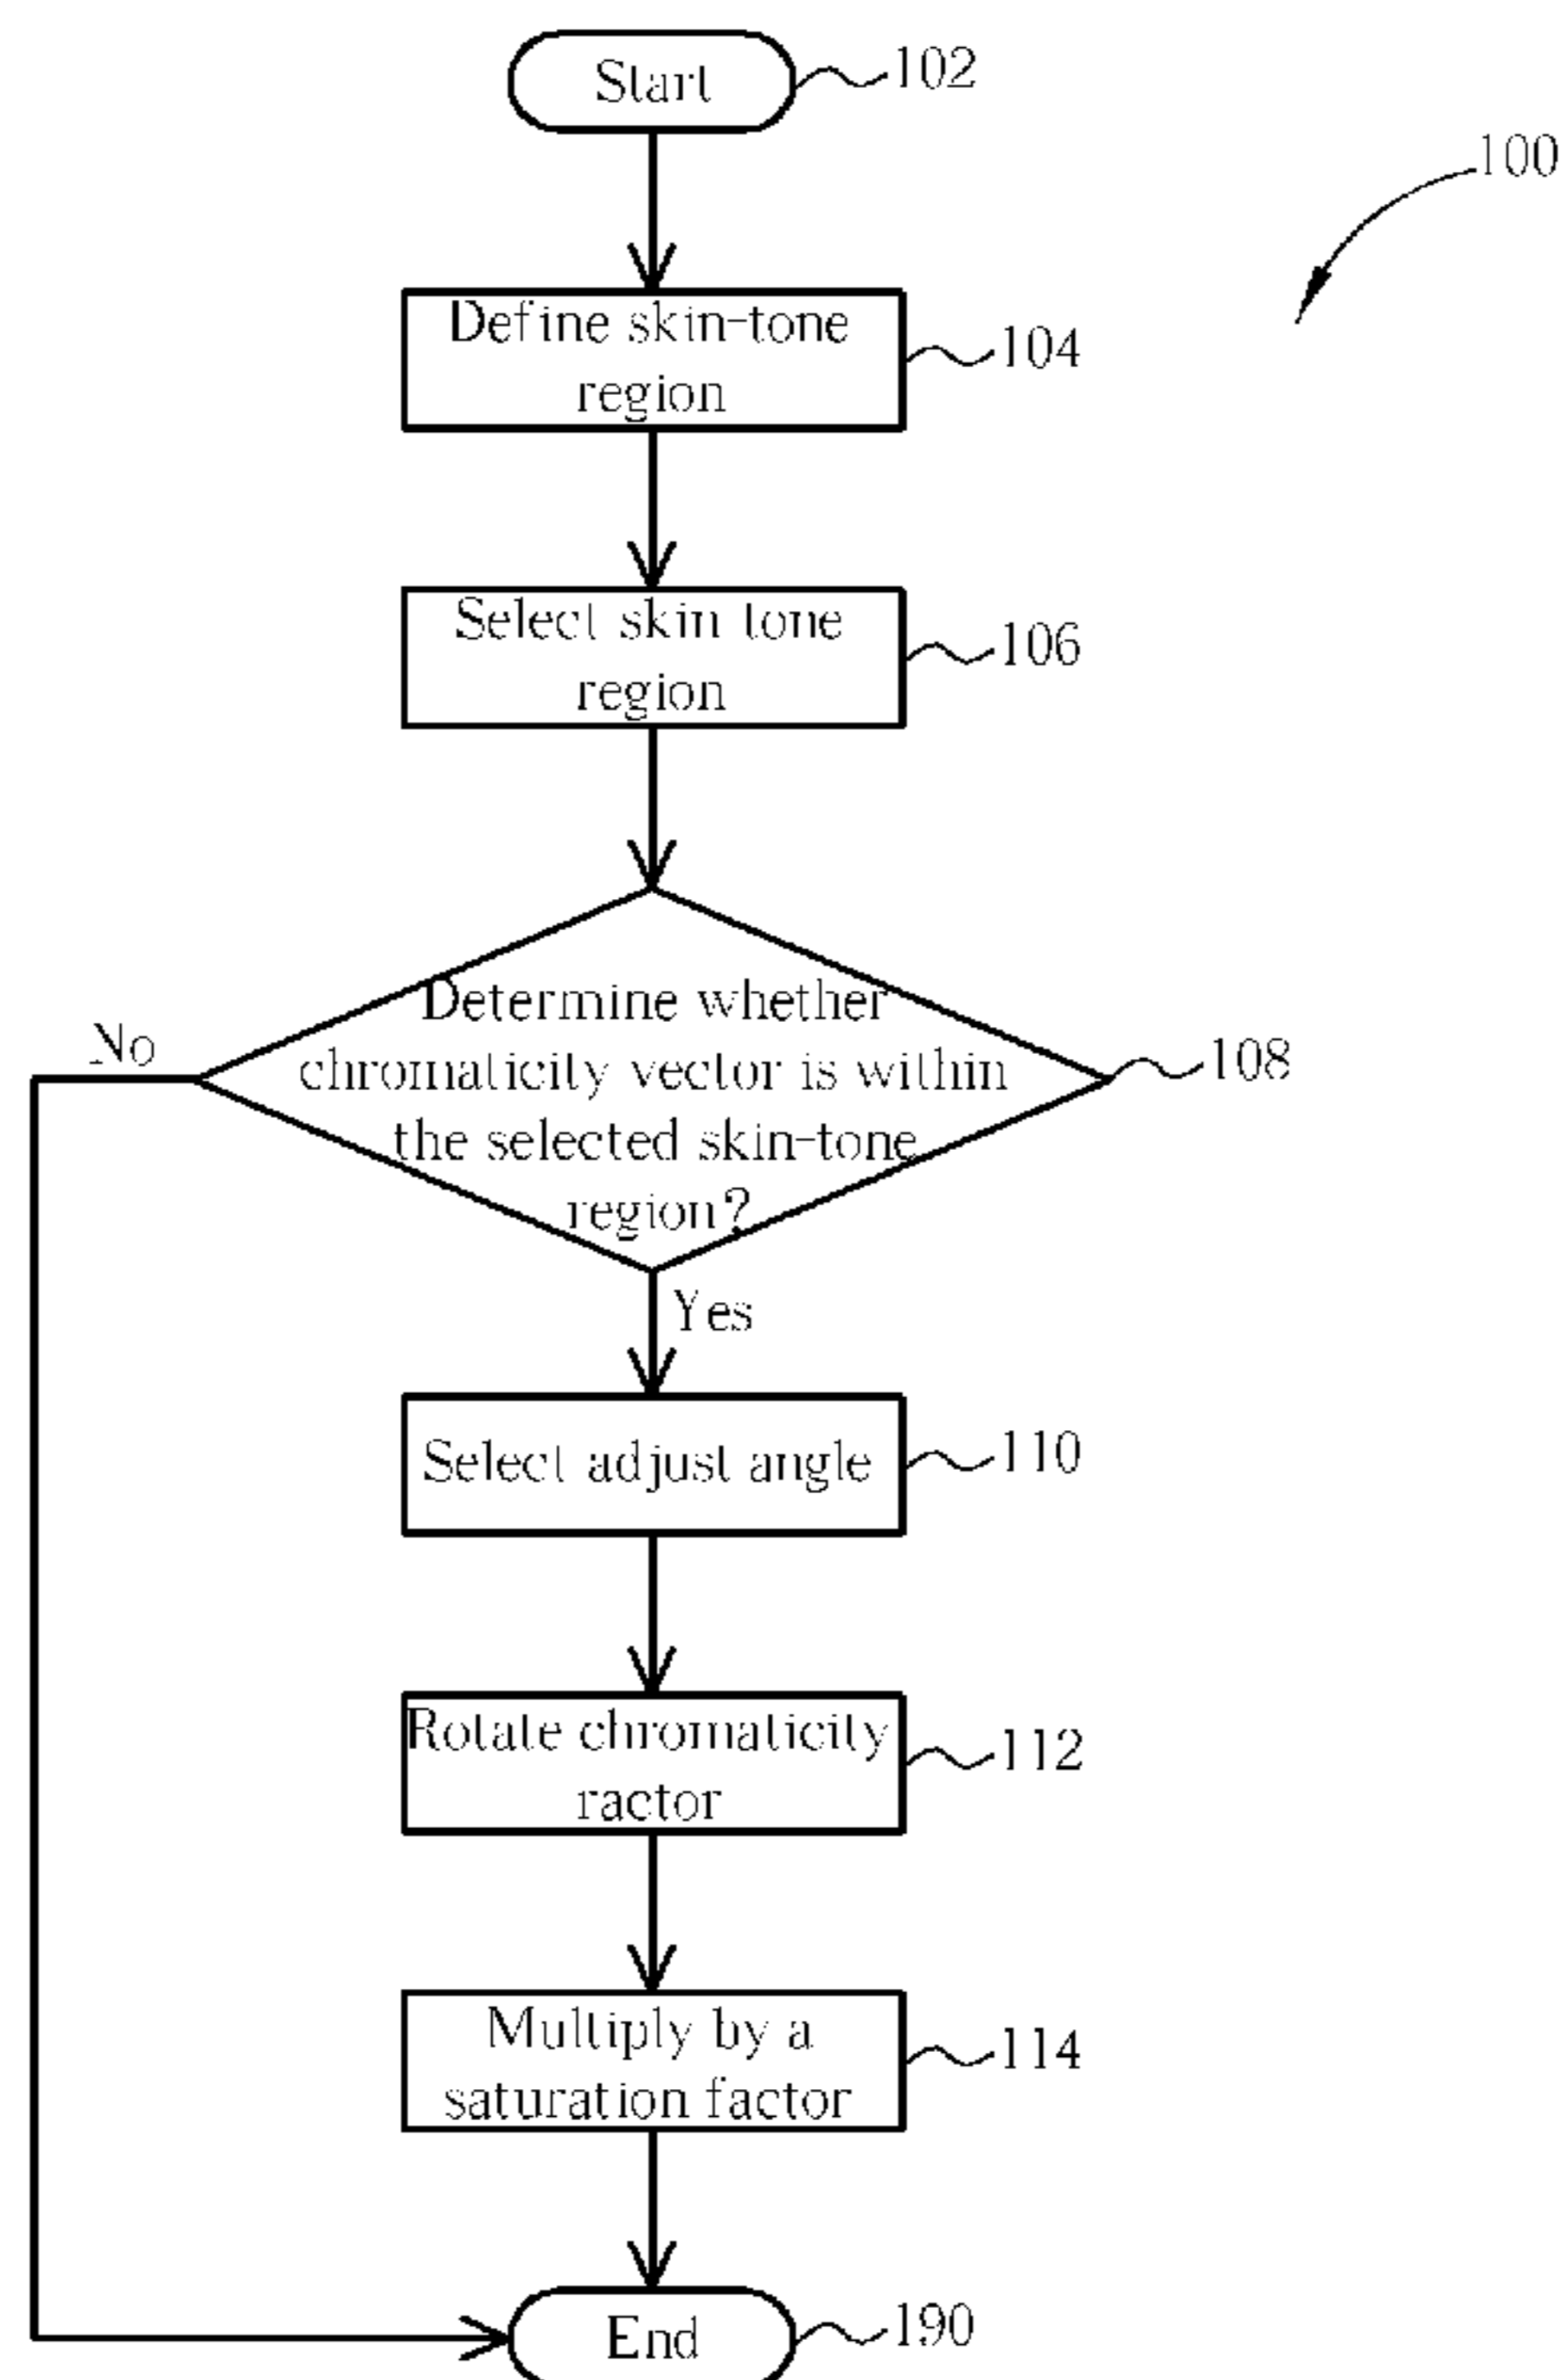 Start
102
100
Define skin-tone
region
104
Select skin tone
region
106
Determine whether
chromaticity vector is within
the selected skin-tone
region?
108
No
Yes
Select adjust angle
110
Rotate chromaticity
ractor
112
Multiply by a
saturation factor
114
End
190